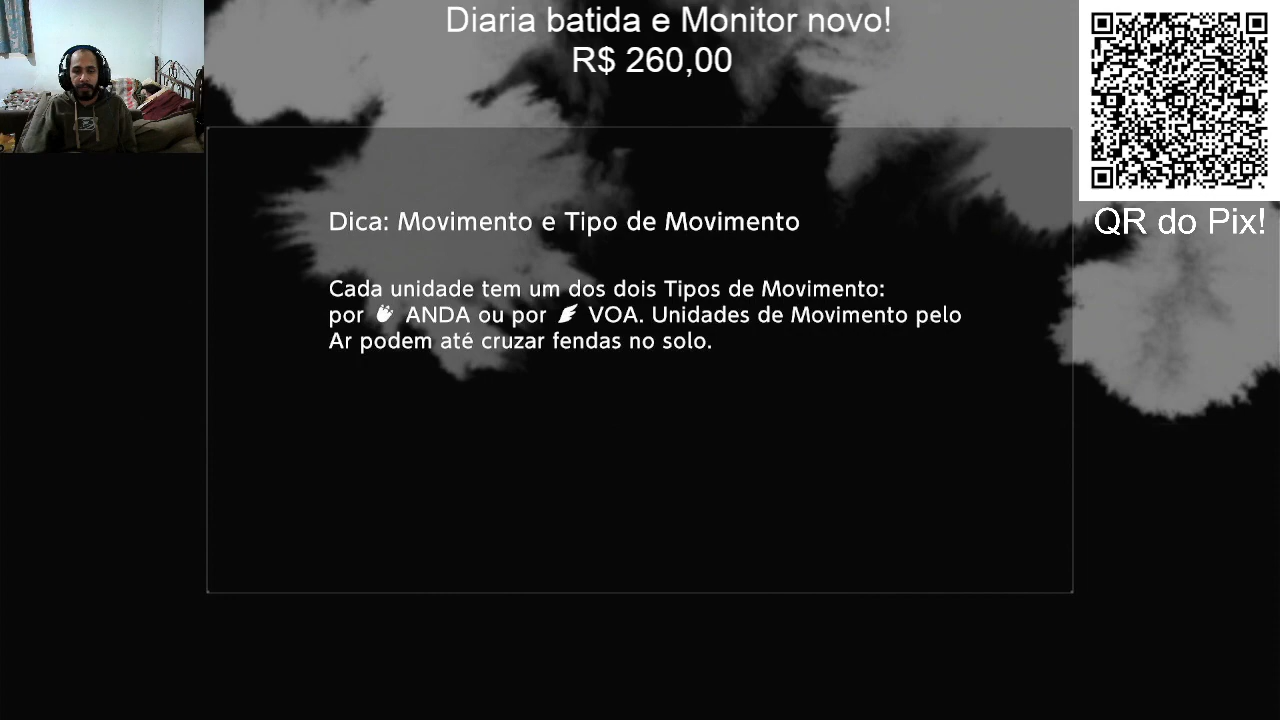 Diaria batida e Monitor novo!
R$ 260,00
QR do Pix!
Dica: Movimento e Tipo de Movimento
Cada unidade tem um dos dois Tipos de Movimento:
por ANDA ou por VOA. Unidades de Movimento pelo
Ar podem até cruzar fendas no solo.